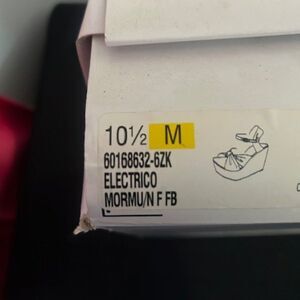 10½ M
60168632-6ZK
ELECTRICO
MORMU/N F FB